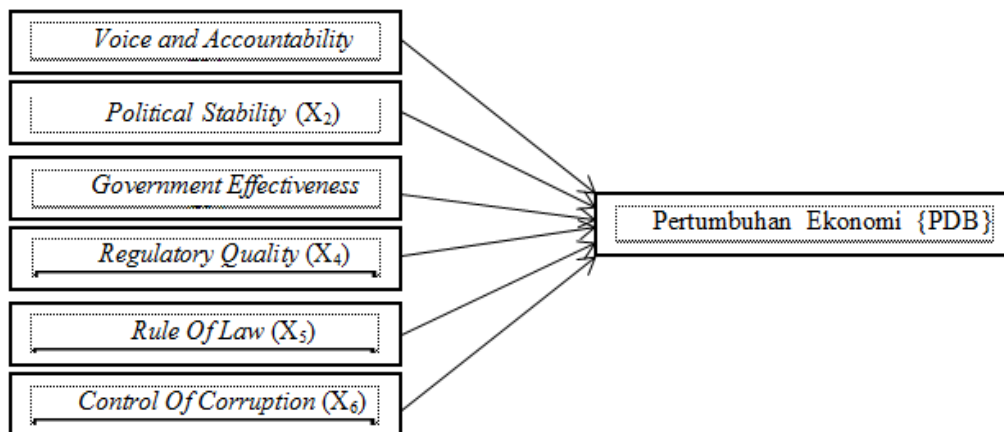 Voice and Accountability
Political Stability (X₂)
Government Effectiveness
Regulatory Quality (X₄)
Rule Of Law (X₅)
Control Of Corruption (X₆)
Pertumbuhan Ekonomi {PDB}